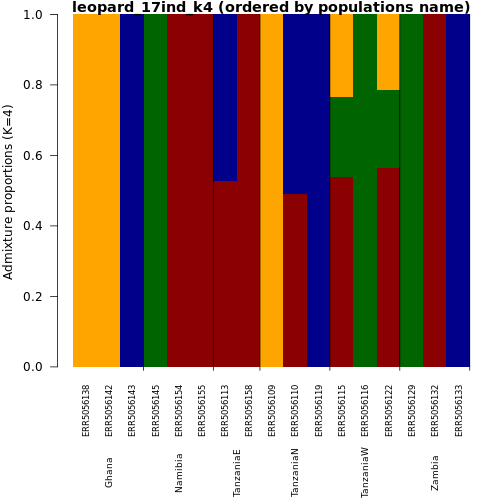 leopard_17ind_k4 (ordered by populations name)
Admixture proportions (K=4)
1.0
0.8
0.6
0.4
0.2
0.0
ERR5056138
ERR5056142
ERR5056143
ERR5056145
ERR5056154
ERR5056155
ERR5056113
ERR5056158
ERR5056109
ERR5056110
ERR5056119
ERR5056115
ERR5056116
ERR5056122
ERR5056129
ERR5056132
ERR5056133
Ghana
Namibia
TanzaniaE
TanzaniaN
TanzaniaW
Zambia